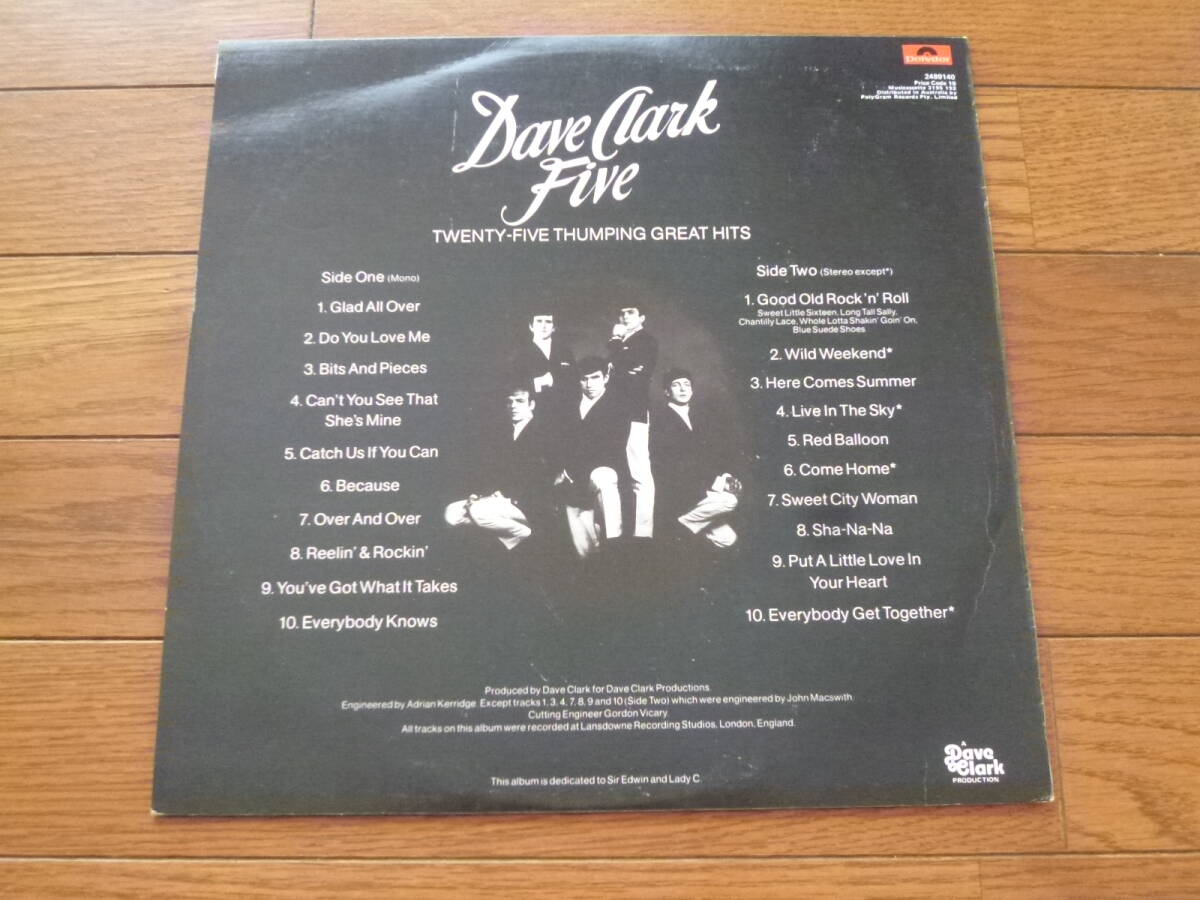 Polydor
2489140
Price Code 19
Musicassette 3195 193
Distributed in Australia by
PolyGram Records Pty. Limited
Dave Clark
Five
TWENTY-FIVE THUMPING GREAT HITS
Side One (Mono)
1. Glad All Over
2. Do You Love Me
3. Bits And Pieces
4. Can't You See That
She's Mine
5. Catch Us If You Can
6. Because
7. Over And Over
8. Reelin' & Rockin'
9. You've Got What It Takes
10. Everybody Knows
Side Two (Stereo except*)
1. Good Old Rock 'n' Roll
Sweet Little Sixteen, Long Tall Sally,
Chantilly Lace, Whole Lotta Shakin' Goin' On,
Blue Suede Shoes
2. Wild Weekend*
3. Here Comes Summer
4. Live In The Sky*
5. Red Balloon
6. Come Home*
7. Sweet City Woman
8. Sha-Na-Na
9. Put A Little Love In
Your Heart
10. Everybody Get Together*
Produced by Dave Clark for Dave Clark Productions.
Engineered by Adrian Kerridge. Except tracks 1, 3, 4, 7, 8, 9 and 10 (Side Two) which were engineered by John Macswith.
Cutting Engineer Gordon Vicary.
All tracks on this album were recorded at Lansdowne Recording Studios, London, England.
This album is dedicated to Sir Edwin and Lady C.
A
Dave
Clark
PRODUCTION